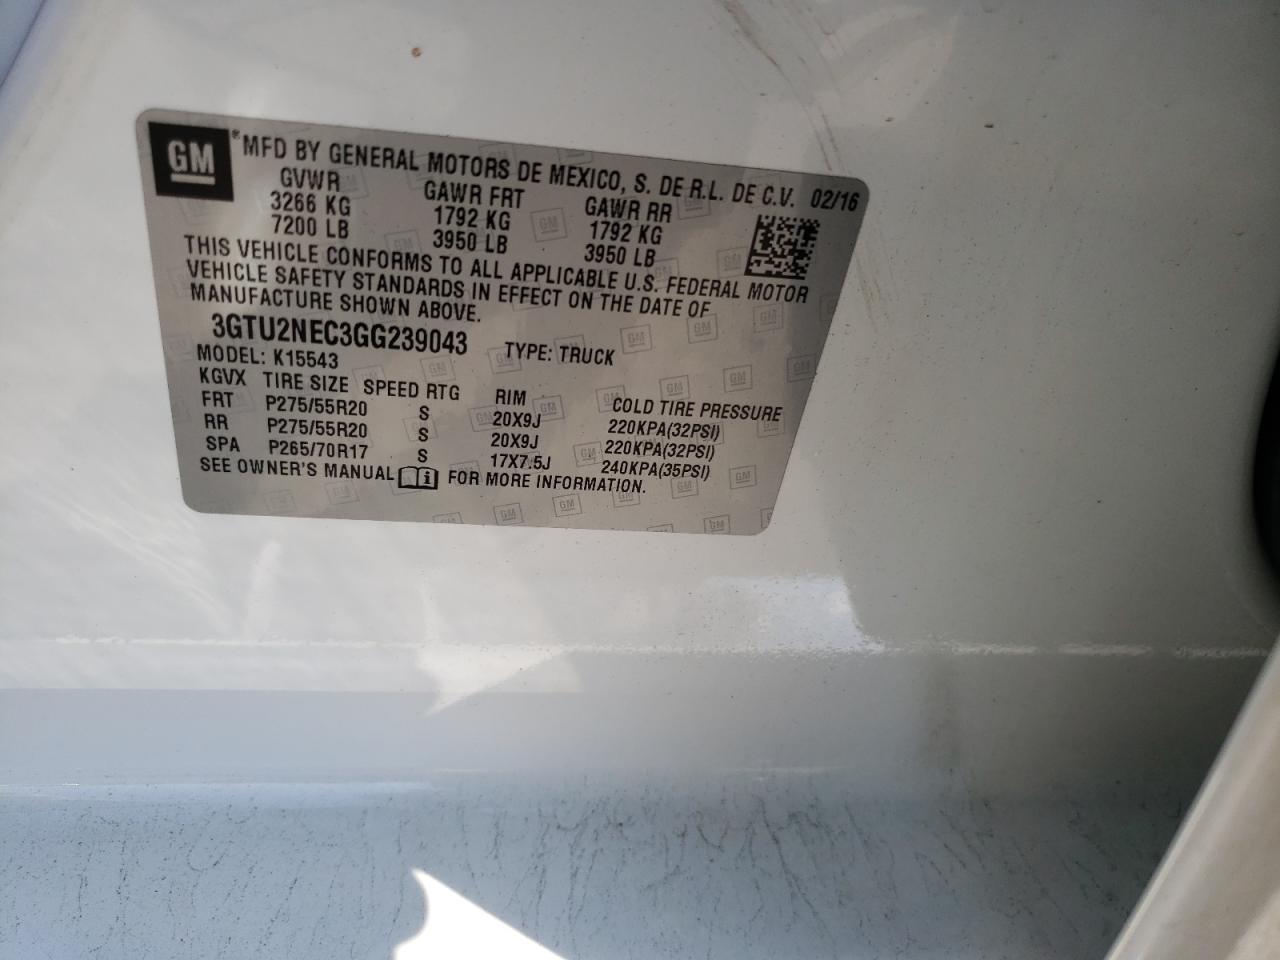 GM ® MFD BY GENERAL MOTORS DE MEXICO, S. DE R.L. DE C.V. 02/16
GVWR GAWR FRT GAWR RR
3266 KG 1792 KG 1792 KG
7200 LB 3950 LB 3950 LB
THIS VEHICLE CONFORMS TO ALL APPLICABLE U.S. FEDERAL MOTOR
VEHICLE SAFETY STANDARDS IN EFFECT ON THE DATE OF
MANUFACTURE SHOWN ABOVE.
3GTU2NEC3GG239043 TYPE: TRUCK
MODEL: K15543
KGVX TIRE SIZE SPEED RTG RIM COLD TIRE PRESSURE
FRT P275/55R20 S 20X9J 220KPA(32PSI)
RR P275/55R20 S 20X9J 220KPA(32PSI)
SPA P265/70R17 S 17X7.5J 240KPA(35PSI)
SEE OWNER'S MANUAL i FOR MORE INFORMATION.